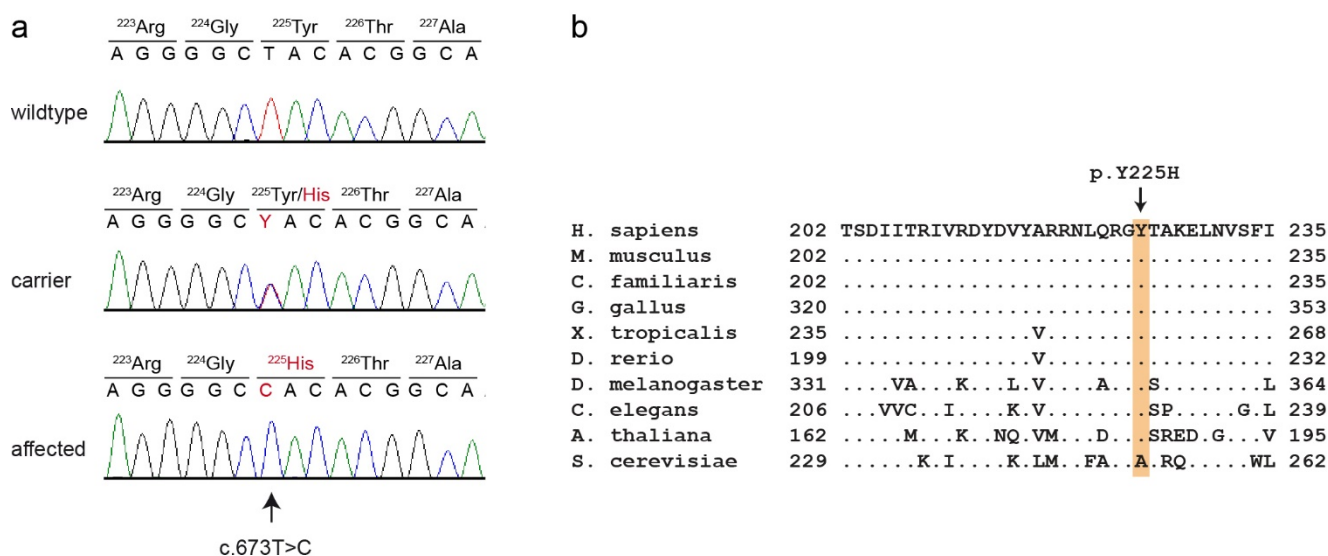 a
²²³Arg ²²⁴Gly ²²⁵Tyr ²²⁶Thr ²²⁷Ala
A G G G G C T A C A C G G C A
wildtype
²²³Arg ²²⁴Gly ²²⁵Tyr/His ²²⁶Thr ²²⁷Ala
A G G G G C Y A C A C G G C A
carrier
²²³Arg ²²⁴Gly ²²⁵His ²²⁶Thr ²²⁷Ala
A G G G G C C A C A C G G C A
affected
c.673T>C
b
p.Y225H
H. sapiens 202 TSDIITRIVRDYDVYARRNLQRGYTAKELNVSFI 235
M. musculus 202 .................................. 235
C. familiaris 202 .................................. 235
G. gallus 320 .................................. 353
X. tropicalis 235 ...............V.................. 268
D. rerio 199 ...............V.................. 232
D. melanogaster 331 ....VA...K...L.V....A...S........L 364
C. elegans 206 ...VVC..I....K.V........SP.....G.L 239
A. thaliana 162 .....M...K..NQ.VM...D...SRED.G...V 195
S. cerevisiae 229 ......K.I....K.LM..FA..A.RQ.....WL 262